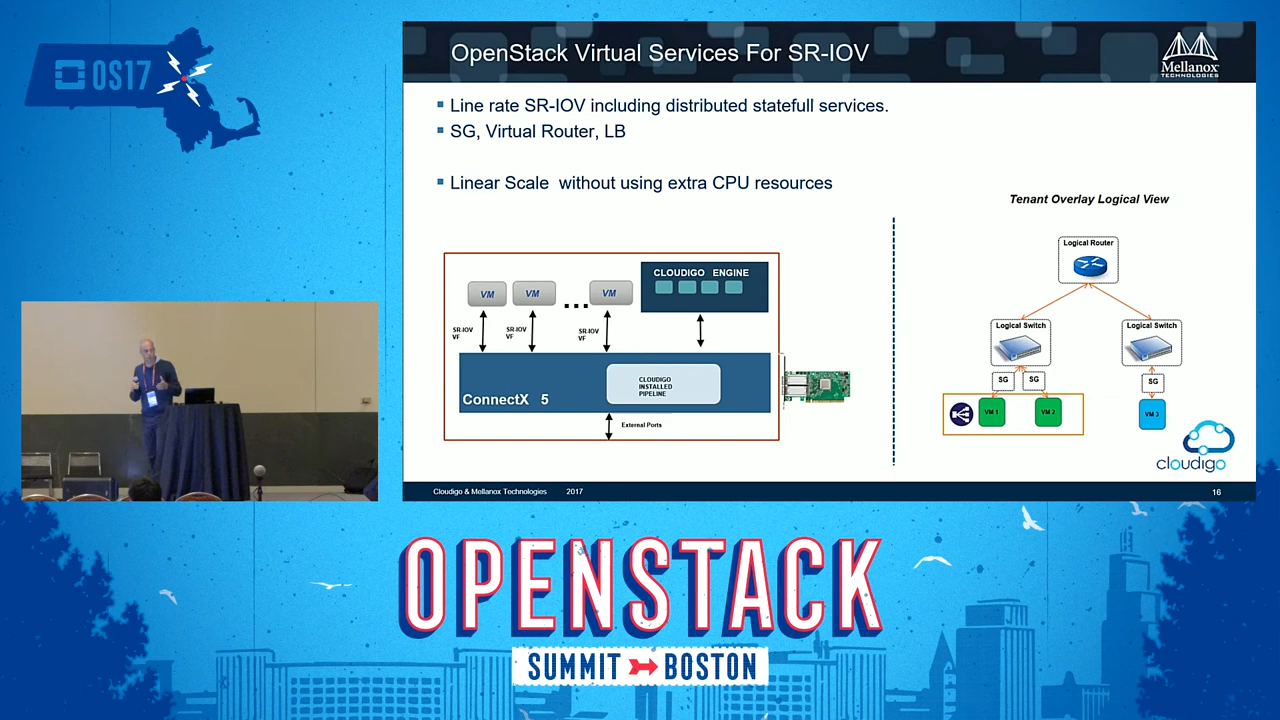 OS17
OpenStack Virtual Services For SR-IOV
Mellanox
TECHNOLOGIES
Line rate SR-IOV including distributed statefull services.
SG, Virtual Router, LB
Linear Scale without using extra CPU resources
VM
VM
...
VM
CLOUDIGO ENGINE
SR-IOV
VF
SR-IOV
VF
SR-IOV
VF
ConnectX 5
CLOUDIGO
INSTALLED
PIPELINE
External Ports
Tenant Overlay Logical View
Logical Router
Logical Switch
Logical Switch
SG
SG
SG
VM 1
VM 2
VM 3
cloudigo
Cloudigo & Mellanox Technologies 2017
16
OPENSTACK
SUMMIT BOSTON